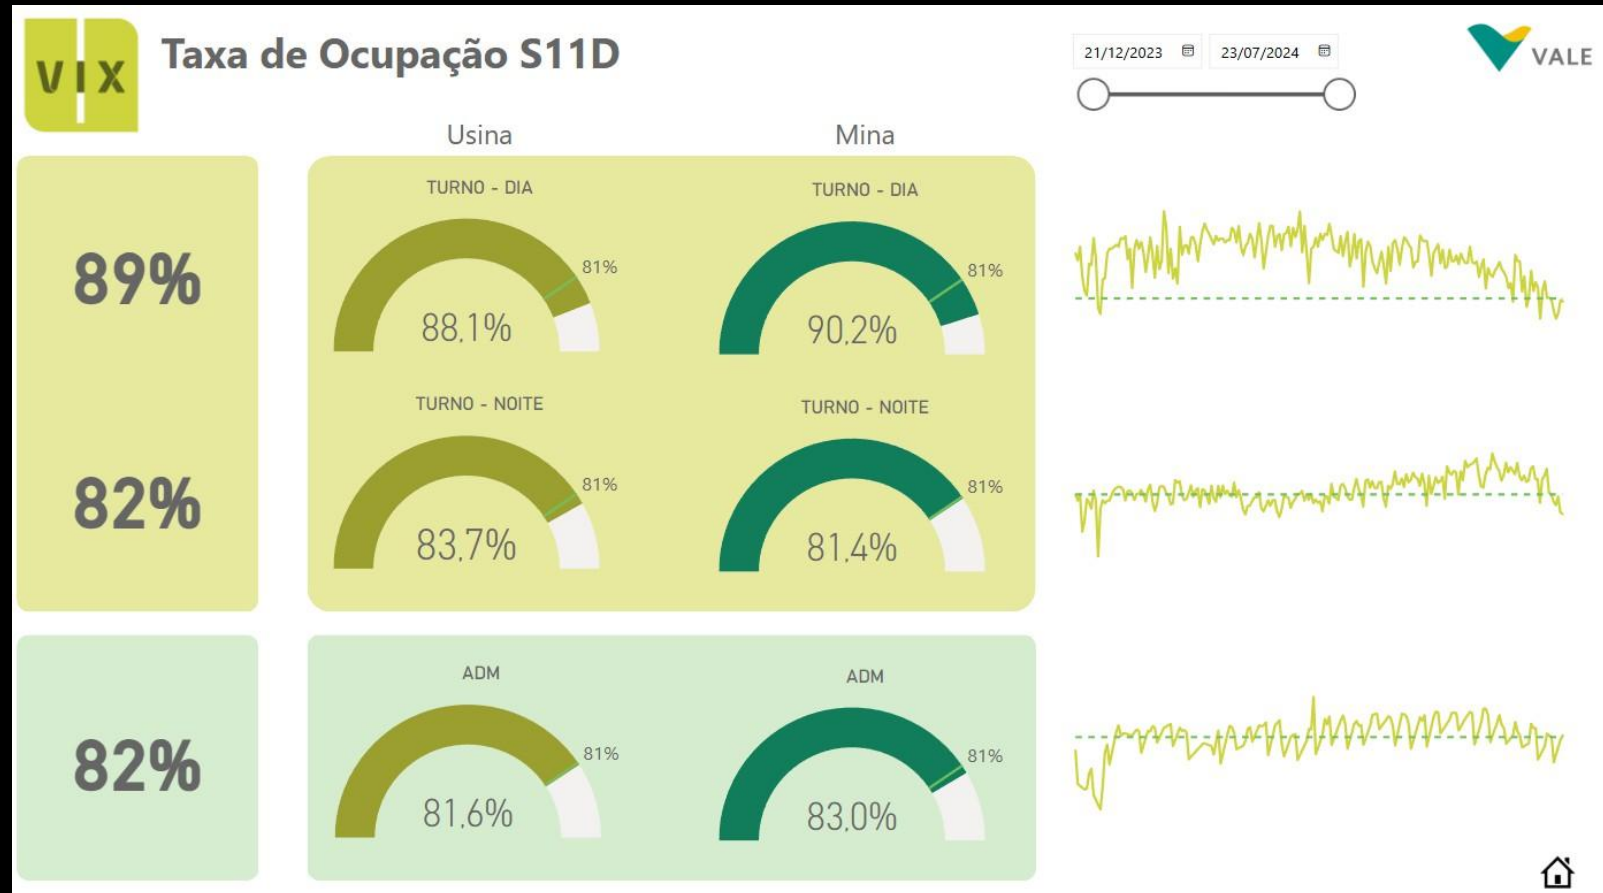 VIX
Taxa de Ocupação S11D
21/12/2023
23/07/2024
VALE
Usina
Mina
89%
TURNO - DIA
81%
88,1%
TURNO - DIA
81%
90,2%
82%
TURNO - NOITE
81%
83,7%
TURNO - NOITE
81%
81,4%
82%
ADM
81%
81,6%
ADM
81%
83,0%